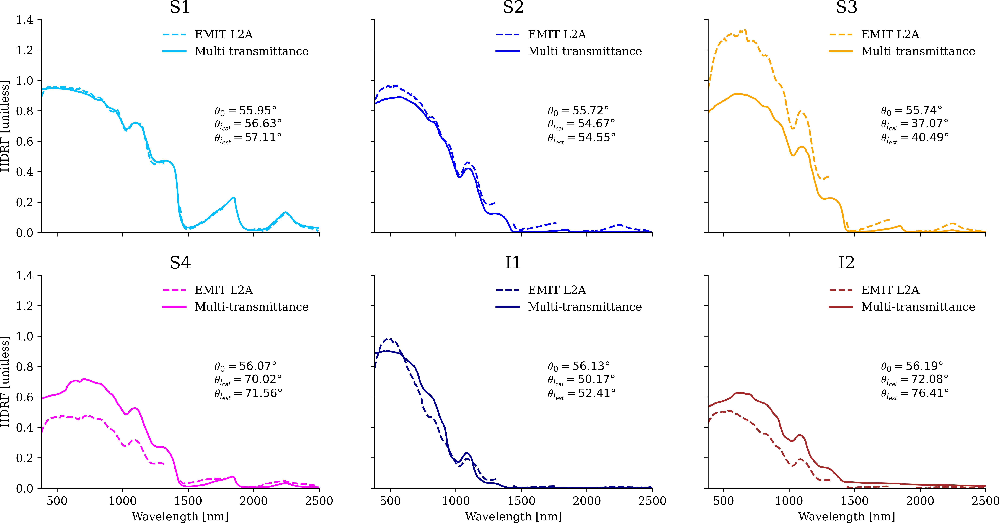 S1
S2
S3
HDRF [unitless]
1.4
1.2
1.0
0.8
0.6
0.4
0.2
0.0
EMIT L2A
Multi-transmittance
θ0 = 55.95°
θical = 56.63°
θiest = 57.11°
EMIT L2A
Multi-transmittance
θ0 = 55.72°
θical = 54.67°
θiest = 54.55°
EMIT L2A
Multi-transmittance
θ0 = 55.74°
θical = 37.07°
θiest = 40.49°
S4
I1
I2
HDRF [unitless]
1.4
1.2
1.0
0.8
0.6
0.4
0.2
0.0
EMIT L2A
Multi-transmittance
θ0 = 56.07°
θical = 70.02°
θiest = 71.56°
EMIT L2A
Multi-transmittance
θ0 = 56.13°
θical = 50.17°
θiest = 52.41°
EMIT L2A
Multi-transmittance
θ0 = 56.19°
θical = 72.08°
θiest = 76.41°
500 1000 1500 2000 2500
500 1000 1500 2000 2500
500 1000 1500 2000 2500
Wavelength [nm]
Wavelength [nm]
Wavelength [nm]